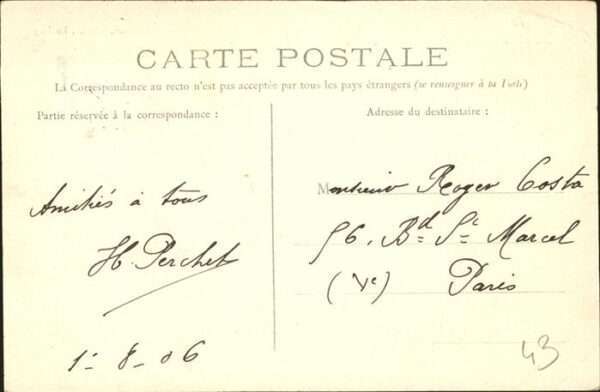 CARTE POSTALE
La Correspondance au recto n'est pas acceptée par tous les pays étrangers (se renseigner à la Poste)
Partie réservée à la correspondance :
Adresse du destinataire :
Amitiés à tous
H. Perchet
1- 8- 06
Monsieur Roger Costa
56, Bd St Marcel
(Ve) Paris
43